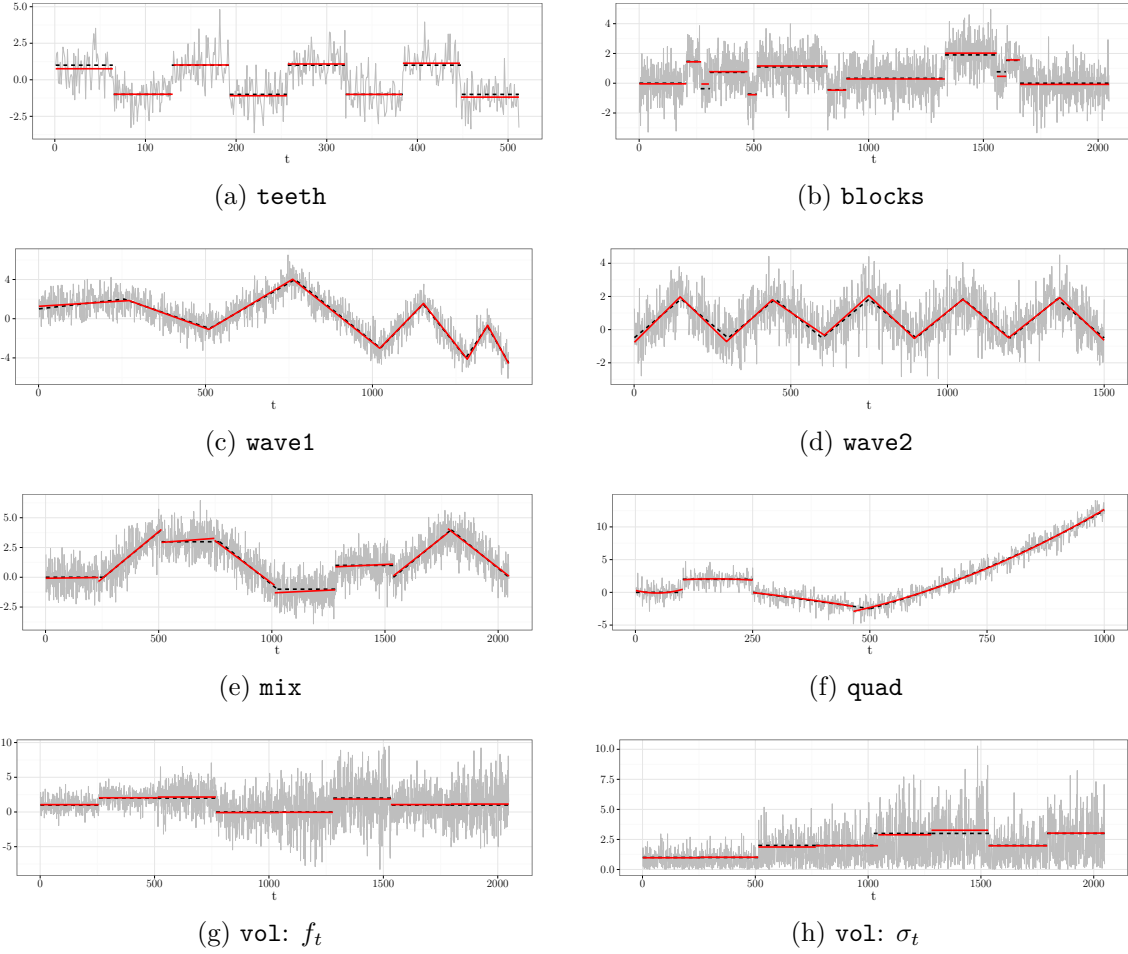 5.0
2.5
0.0
-2.5
0 100 200 300 400 500
t
(a) teeth
4
2
0
-2
0 500 1000 1500 2000
t
(b) blocks
4
0
-4
0 500 1000
t
(c) wave1
4
2
0
-2
0 500 1000 1500
t
(d) wave2
5.0
2.5
0.0
-2.5
0 500 1000 1500 2000
t
(e) mix
10
5
0
-5
0 250 500 750 1000
t
(f) quad
10
5
0
-5
0 500 1000 1500 2000
t
(g) vol: fₜ
10.0
7.5
5.0
2.5
0.0
0 500 1000 1500 2000
t
(h) vol: σₜ